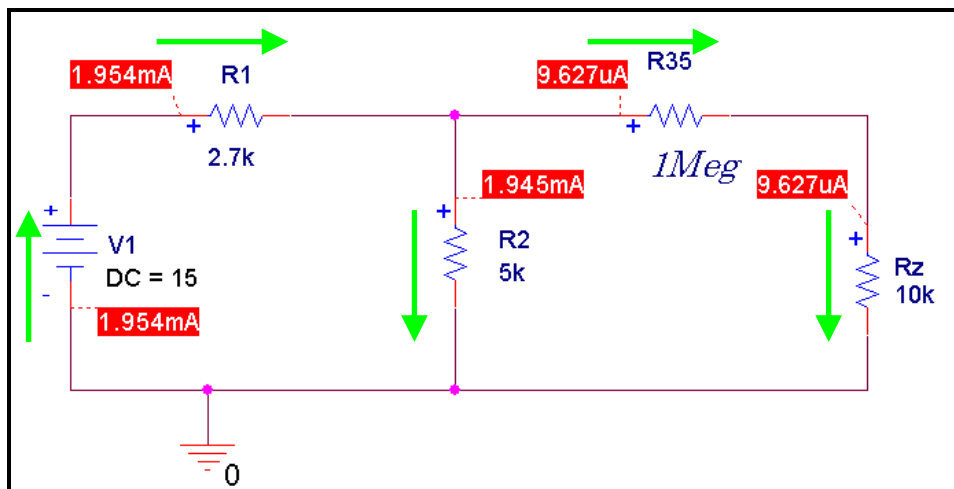 1.954mA
R1
2.7k
9.627uA
R35
1Meg
1.945mA
R2
5k
9.627uA
Rz
10k
+
V1
DC = 15
-
1.954mA
+
+
+
+
0